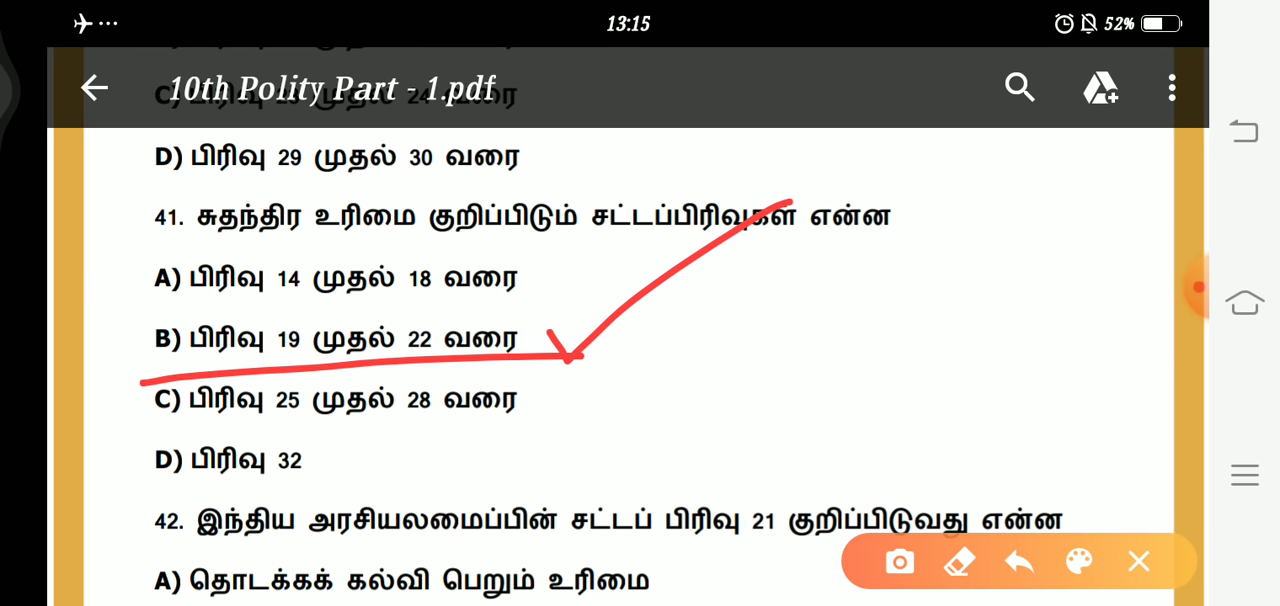 13:15
52%
10th Polity Part - 1.pdf
D) பிரிவு 29 முதல் 30 வரை
41. சுதந்திர உரிமை குறிப்பிடும் சட்டப்பிரிவுகள் என்ன
A) பிரிவு 14 முதல் 18 வரை
B) பிரிவு 19 முதல் 22 வரை
C) பிரிவு 25 முதல் 28 வரை
D) பிரிவு 32
42. இந்திய அரசியலமைப்பின் சட்டப் பிரிவு 21 குறிப்பிடுவது என்ன
A) தொடக்கக் கல்வி பெறும் உரிமை